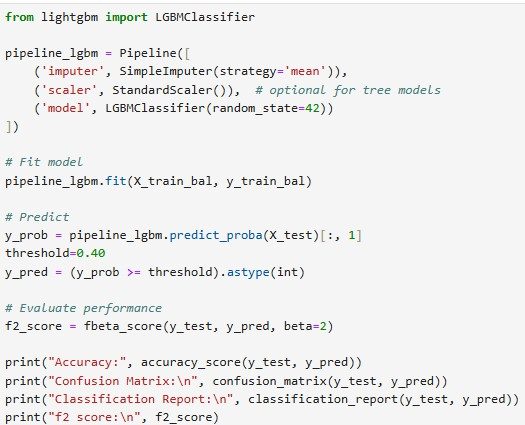 from lightgbm import LGBMClassifier
pipeline_lgbm = Pipeline([
    ('imputer', SimpleImputer(strategy='mean')),
    ('scaler', StandardScaler()),  # optional for tree models
    ('model', LGBMClassifier(random_state=42))
])
# Fit model
pipeline_lgbm.fit(X_train_bal, y_train_bal)
# Predict
y_prob = pipeline_lgbm.predict_proba(X_test)[:, 1]
threshold=0.40
y_pred = (y_prob >= threshold).astype(int)
# Evaluate performance
f2_score = fbeta_score(y_test, y_pred, beta=2)
print("Accuracy:", accuracy_score(y_test, y_pred))
print("Confusion Matrix:\n", confusion_matrix(y_test, y_pred))
print("Classification Report:\n", classification_report(y_test, y_pred))
print("f2 score:\n", f2_score)